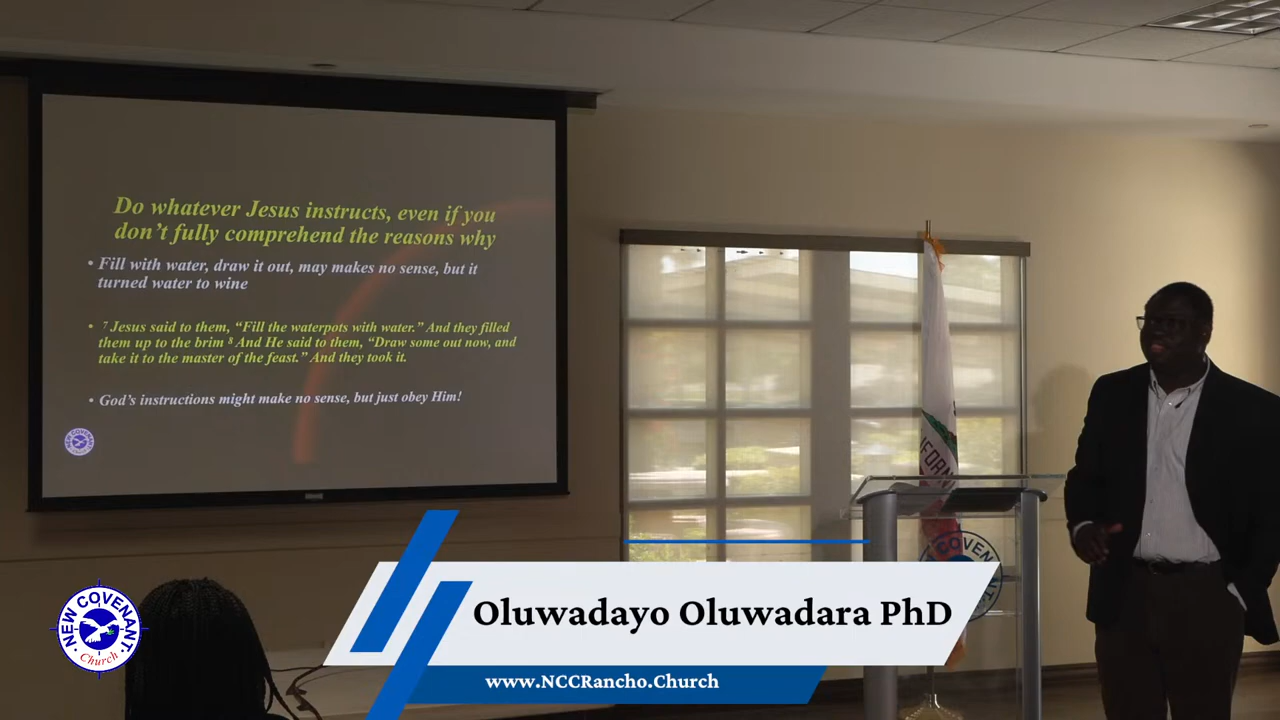 Do whatever Jesus instructs, even if you
don't fully comprehend the reasons why
• Fill with water, draw it out, may makes no sense, but it
turned water to wine
• ⁷ Jesus said to them, “Fill the waterpots with water.” And they filled
them up to the brim ⁸ And He said to them, “Draw some out now, and
take it to the master of the feast.” And they took it.
• God's instructions might make no sense, but just obey Him!
NEW COVENANT
IFORN
COVEN
NEW COVENANT
Church
Oluwadayo Oluwadara PhD
www.NCCRancho.Church